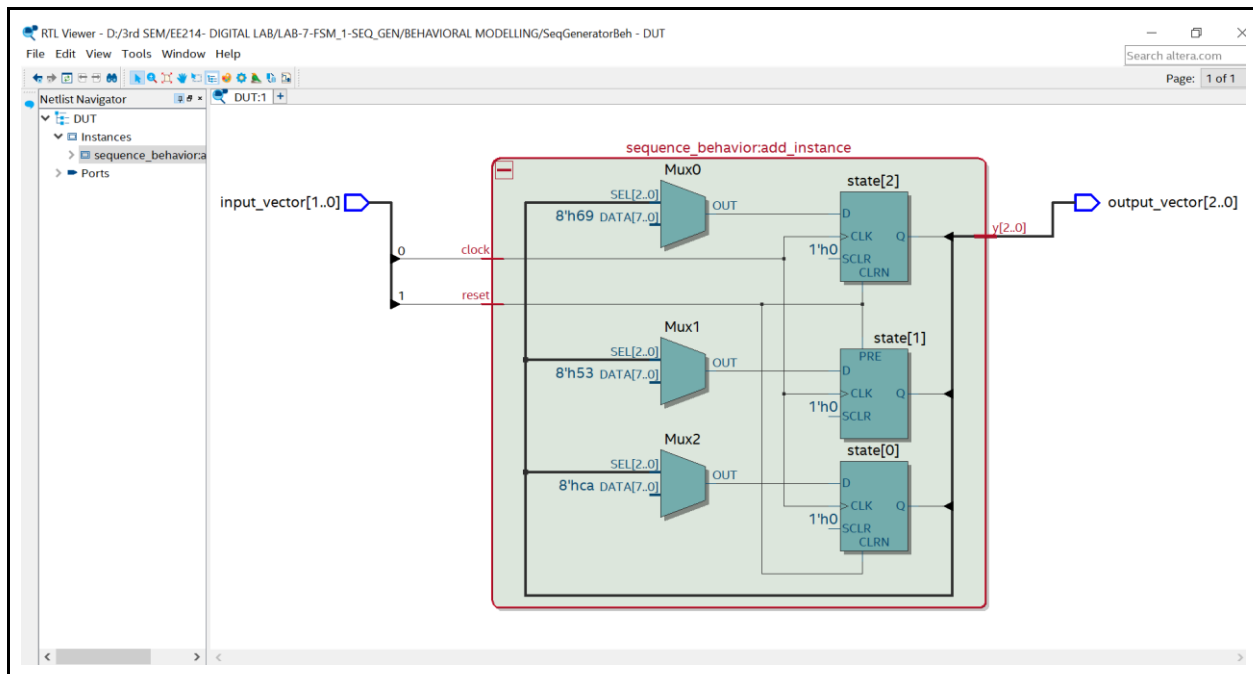 RTL Viewer - D:/3rd SEM/EE214- DIGITAL LAB/LAB-7-FSM_1-SEQ_GEN/BEHAVIORAL MODELLING/SeqGeneratorBeh - DUT
File Edit View Tools Window Help
Search altera.com
Page: 1 of 1
Netlist Navigator
DUT:1
DUT
Instances
sequence_behavior:a
Ports
sequence_behavior:add_instance
input_vector[1..0]
0
1
clock
reset
Mux0
SEL[2..0]
8'h69 DATA[7..0]
OUT
state[2]
D
CLK Q
1'h0
SCLR
CLRN
y[2..0]
output_vector[2..0]
Mux1
SEL[2..0]
8'h53 DATA[7..0]
OUT
state[1]
PRE
D
CLK Q
1'h0
SCLR
Mux2
SEL[2..0]
8'hca DATA[7..0]
OUT
state[0]
D
CLK Q
1'h0
SCLR
CLRN